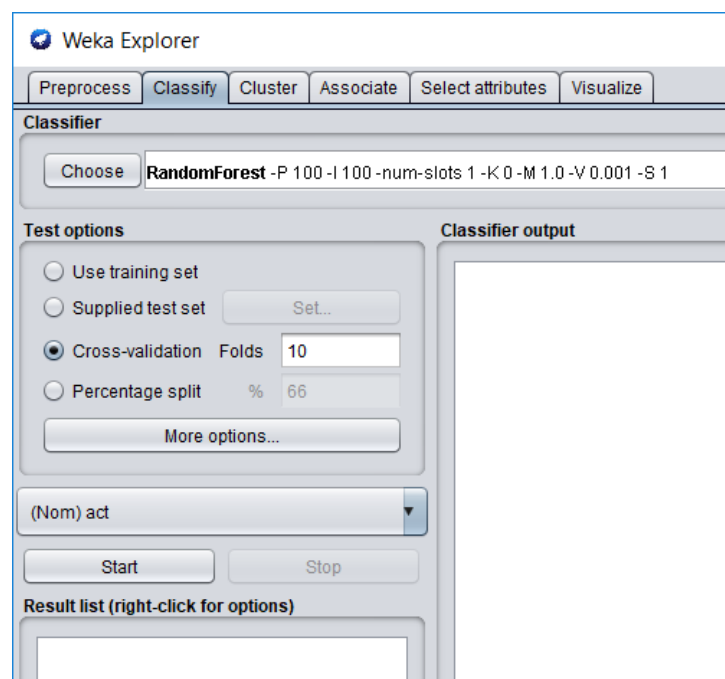 Weka Explorer
Preprocess Classify Cluster Associate Select attributes Visualize
Classifier
Choose RandomForest -P 100 -I 100 -num-slots 1 -K 0 -M 1.0 -V 0.001 -S 1
Test options
Use training set
Supplied test set Set...
Cross-validation Folds 10
Percentage split % 66
More options...
(Nom) act
Start Stop
Result list (right-click for options)
Classifier output